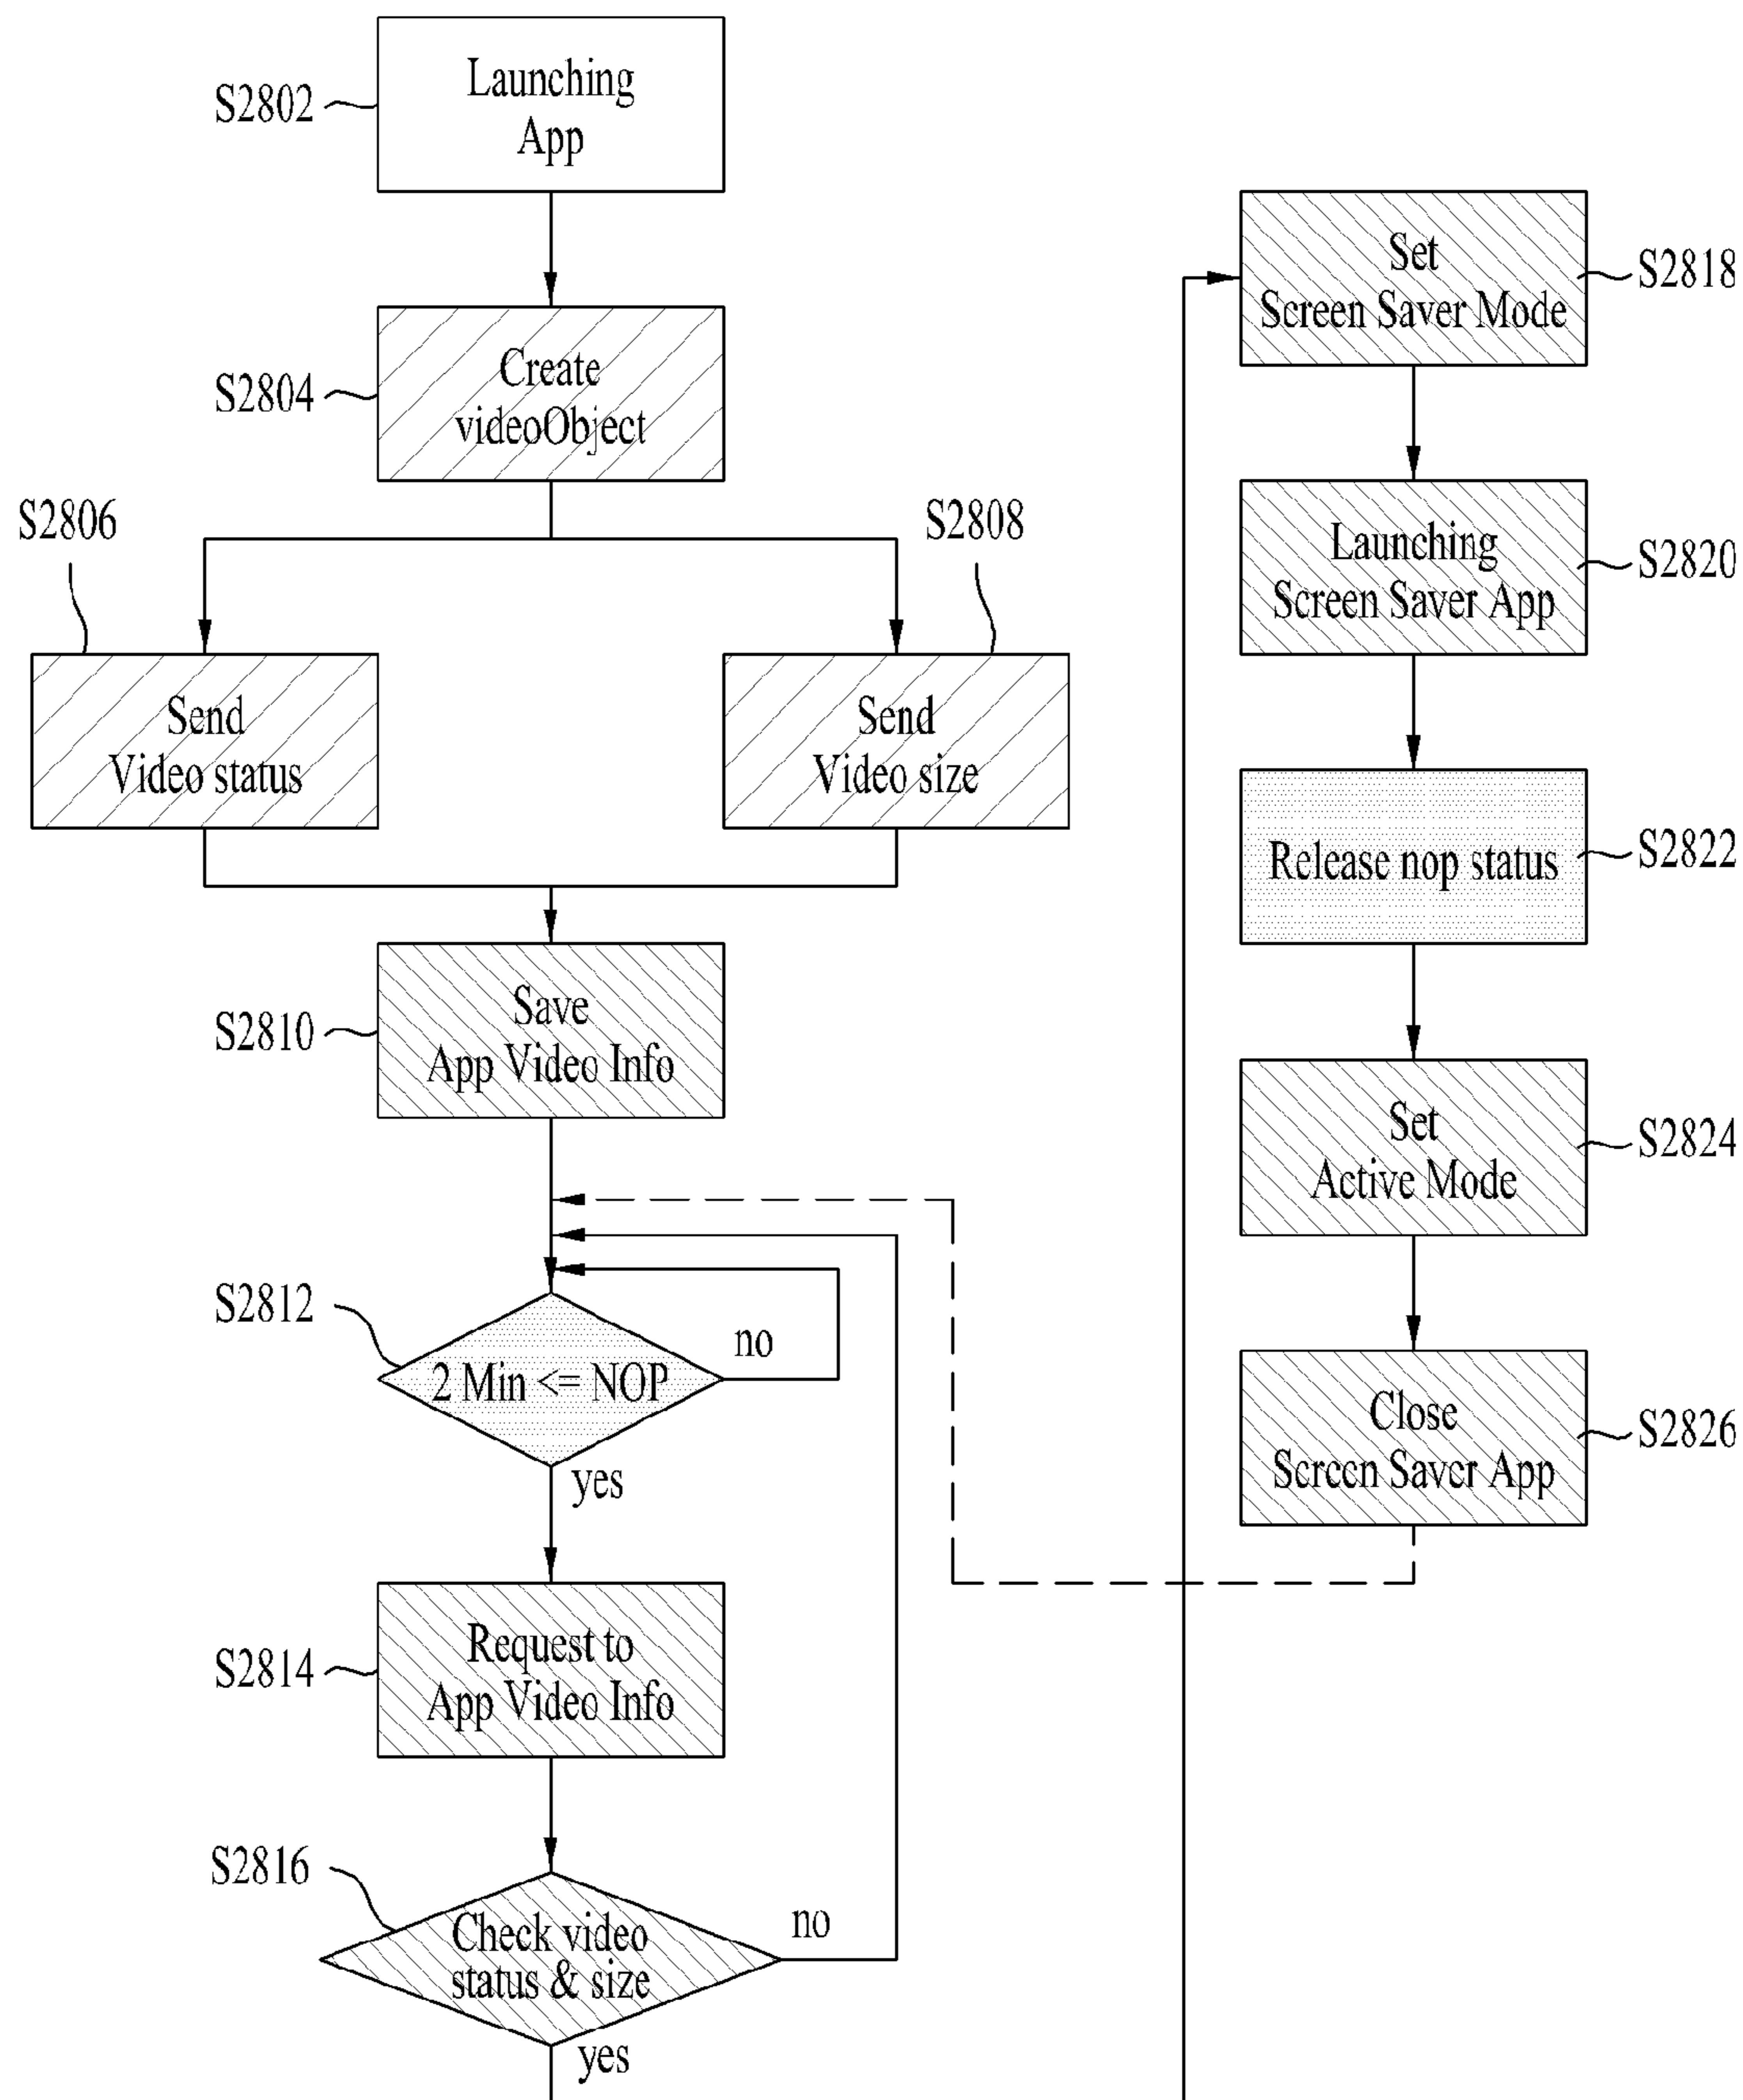 S2802
Launching
App
S2804
Create
videoObject
S2806
Send
Video status
S2808
Send
Video size
S2810
Save
App Video Info
S2812
2 Min <= NOP
no
yes
S2814
Request to
App Video Info
S2816
Check video
status & size
no
yes
Set
Screen Saver Mode
S2818
Launching
Screen Saver App
S2820
Release nop status
S2822
Set
Active Mode
S2824
Close
Screen Saver App
S2826